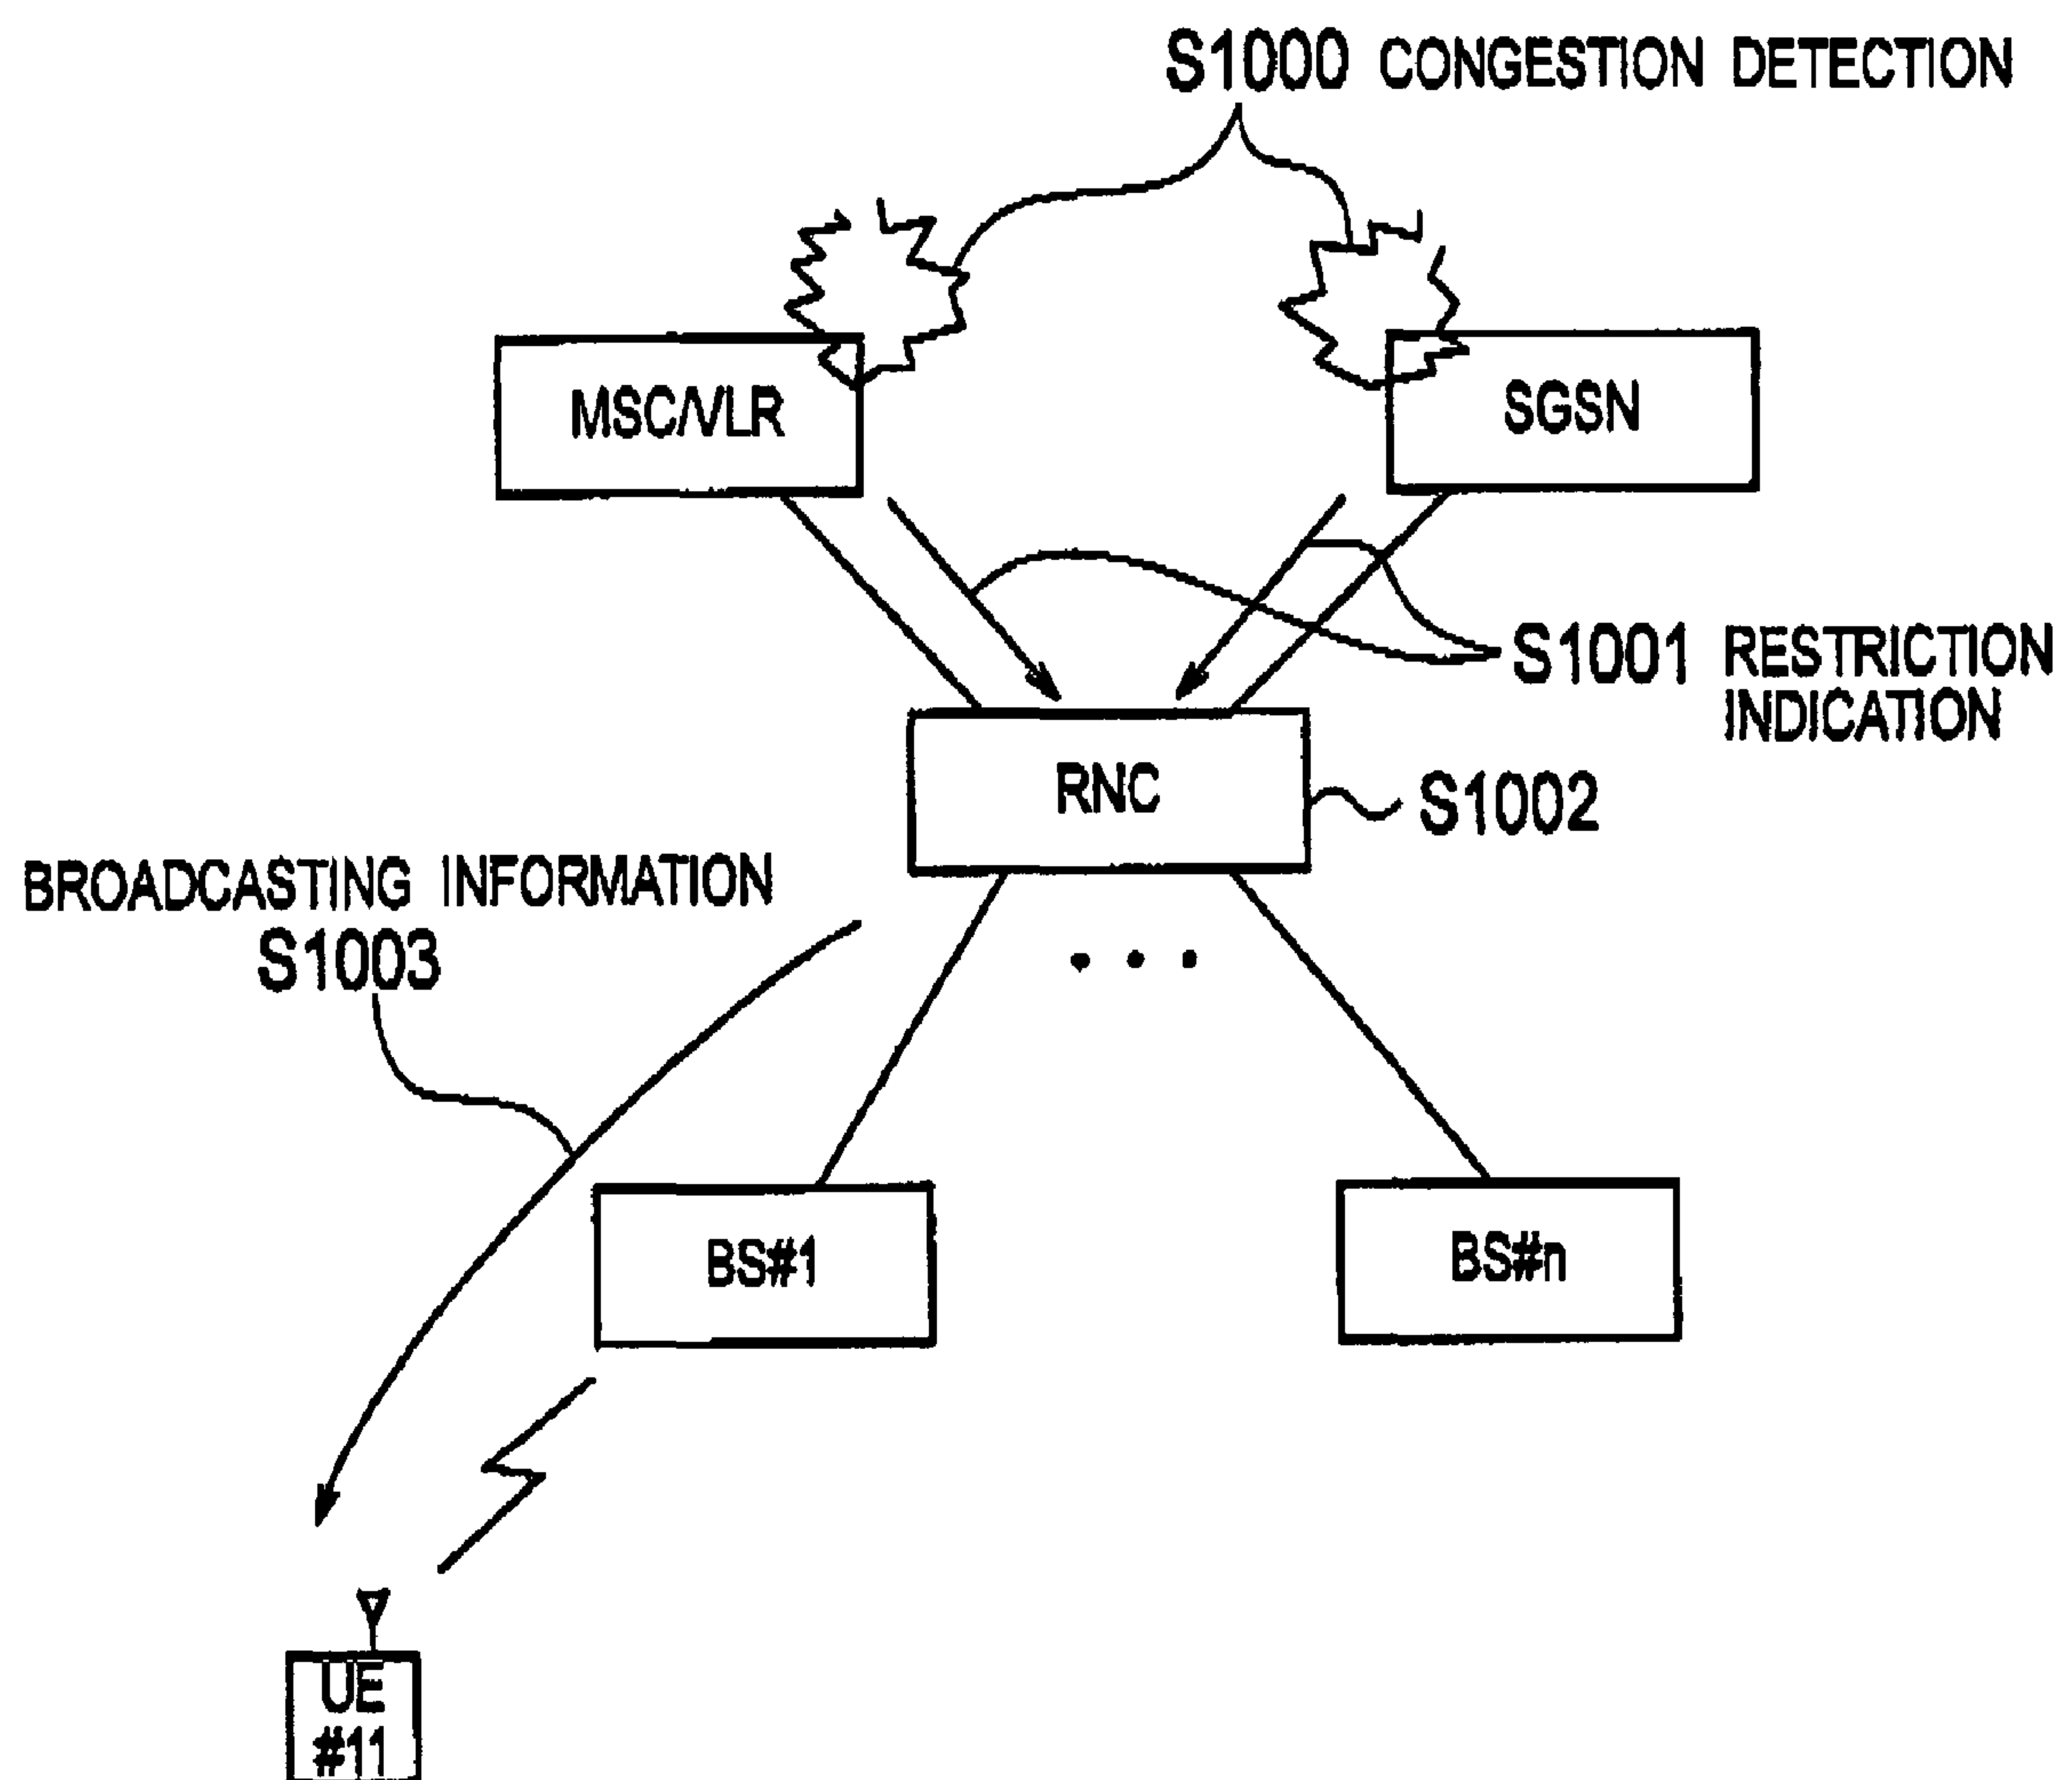 S1000 CONGESTION DETECTION
MSC/VLR
SGSN
S1001 RESTRICTION
INDICATION
RNC
S1002
BROADCASTING INFORMATION
S1003
. . .
BS#1
BS#n
UE
#11